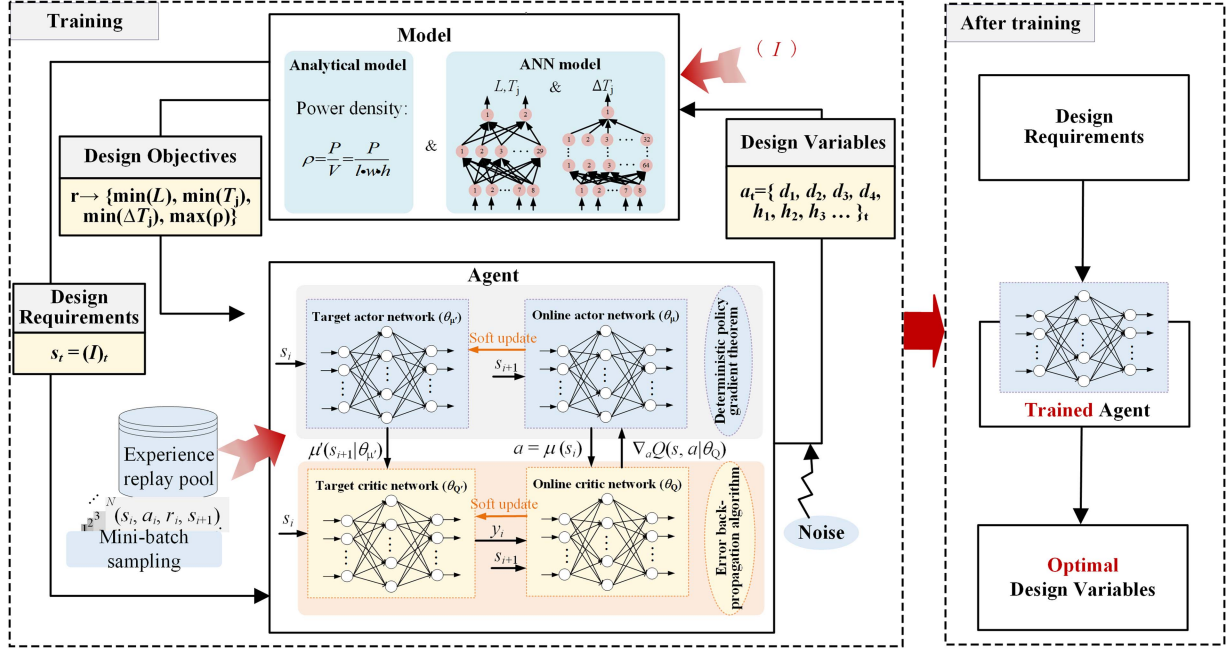 Training
Model
Analytical model
Power density:
ρ=P/V=P/l•w•h
&
ANN model
L,Tⱼ & ΔTⱼ
1 2
1 2 3 ···· 29
1 2 ··· 7 8
1
1 2 3 ···· 32
1 2 3 ···· 64
1 2 ··· 7 8
( I )
Design Objectives
r→ {min(L), min(Tⱼ),
min(ΔTⱼ), max(ρ)}
Design
Requirements
sₜ = (I)ₜ
Design
Variables
aₜ={ d₁, d₂, d₃, d₄,
h₁, h₂, h₃ ... }ₜ
Agent
Target actor network (θμ′)
Online actor network (θμ)
Soft update
sᵢ
sᵢ₊₁
Deterministic policy
gradient theorem
μ′(sᵢ₊₁|θμ′)
a = μ (sᵢ)
∇ₐQ(s, a|θQ)
Target critic network (θQ′)
Online critic network (θQ)
Soft update
sᵢ
yᵢ
sᵢ₊₁
Error back-
propagation algorithm
Experience
replay pool
1 2 3 ··· N
(sᵢ, aᵢ, rᵢ, sᵢ₊₁).
Mini-batch
sampling
Noise
After training
Design
Requirements
Trained Agent
Optimal
Design Variables